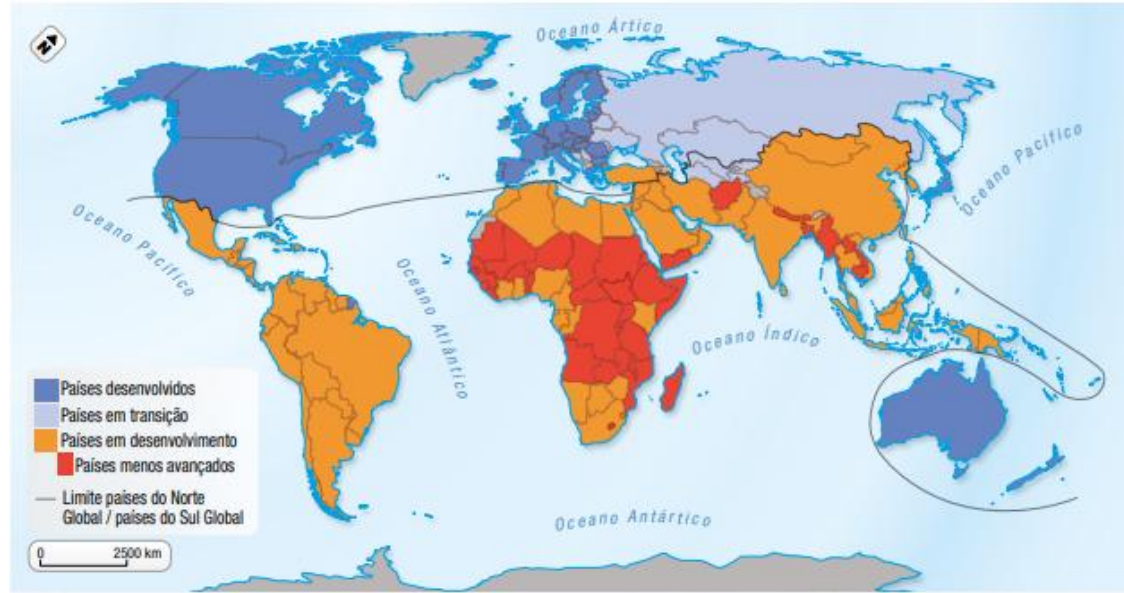 N
Oceano Ártico
Oceano Pacífico
Oceano Pacífico
Oceano Atlântico
Oceano Índico
Países desenvolvidos
Países em transição
Países em desenvolvimento
Países menos avançados
Limite países do Norte
Global / países do Sul Global
Oceano Antártico
0 2500 km